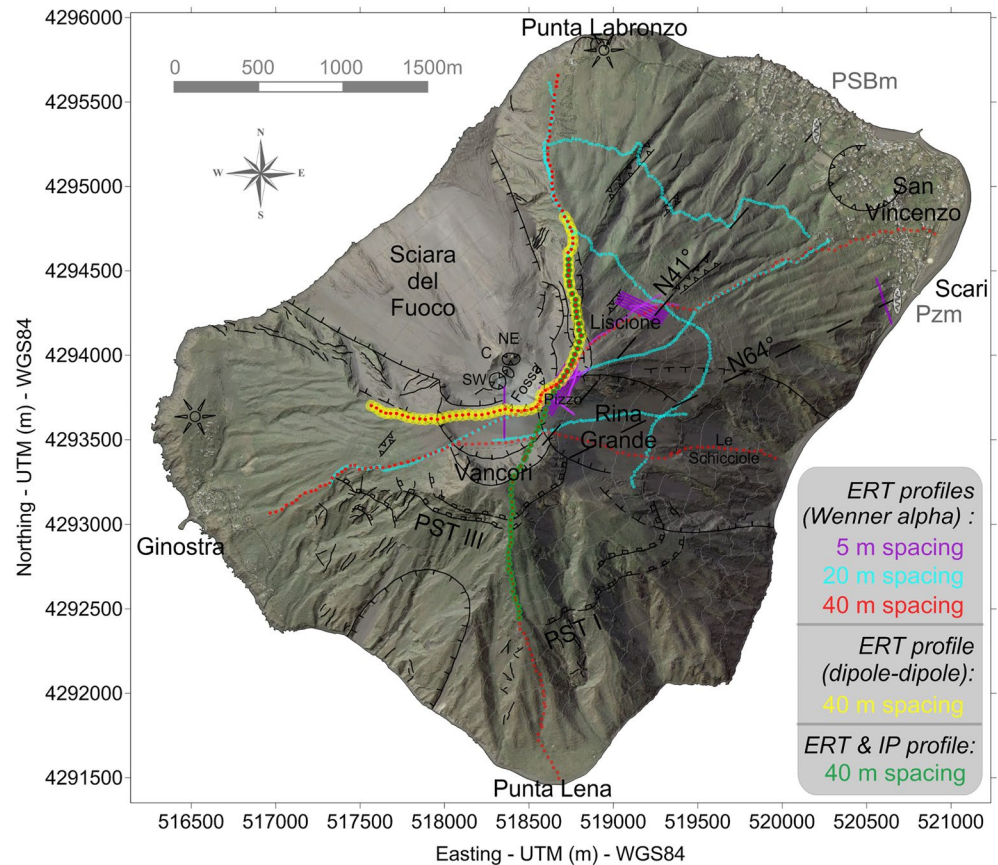 4296000
4295500
4295000
4294500
4294000
4293500
4293000
4292500
4292000
4291500
Northing - UTM (m) - WGS84
516500 517000 517500 518000 518500 519000 519500 520000 520500 521000
Easting - UTM (m) - WGS84
0 500 1000 1500m
N
W E
S
Punta Labronzo
PSBm
San
Vincenzo
Scari
Pzm
Sciara
del
Fuoco
N41°
Liscione
NE
C
SW
Fossa
Pizzo
N64°
Rina
Grande
Le
Schicciole
Vancori
PST III
Ginostra
PST I
Punta Lena
ERT profiles
(Wenner alpha) :
5 m spacing
20 m spacing
40 m spacing
ERT profile
(dipole-dipole):
40 m spacing
ERT & IP profile:
40 m spacing